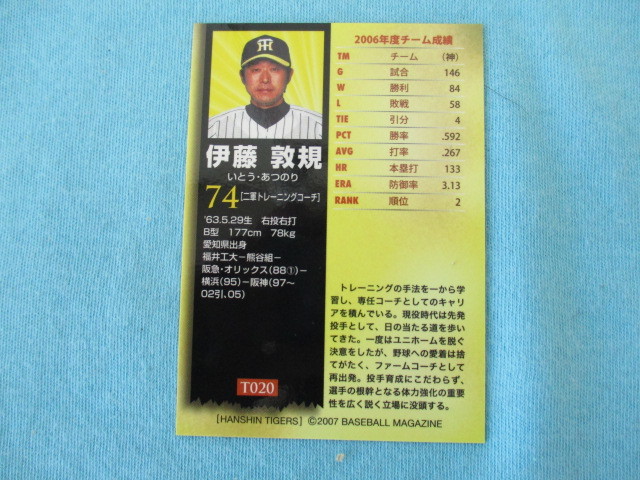 TR
伊藤 敦規
いとう・あつのり
74 [二軍トレーニングコーチ]
'63.5.29生 右投右打
B型 177cm 78kg
愛知県出身
福井工大−熊谷組−
阪急・オリックス(88①)−
横浜(95)−阪神(97〜
02引、05)
T020
2006年度チーム成績
TM チーム (神)
G 試合 146
W 勝利 84
L 敗戦 58
TIE 引分 4
PCT 勝率 .592
AVG 打率 .267
HR 本塁打 133
ERA 防御率 3.13
RANK 順位 2
トレーニングの手法を一から学
習し、専任コーチとしてのキャリ
アを積んでいる。現役時代は先発
投手として、日の当たる道を歩い
てきた。一度はユニホームを脱ぐ
決意をしたが、野球への愛着は捨
てがたく、ファームコーチとして
再出発。投手育成にこだわらず、
選手の根幹となる体力強化の重要
性を広く説く立場に没頭する。
[HANSHIN TIGERS] ©2007 BASEBALL MAGAZINE